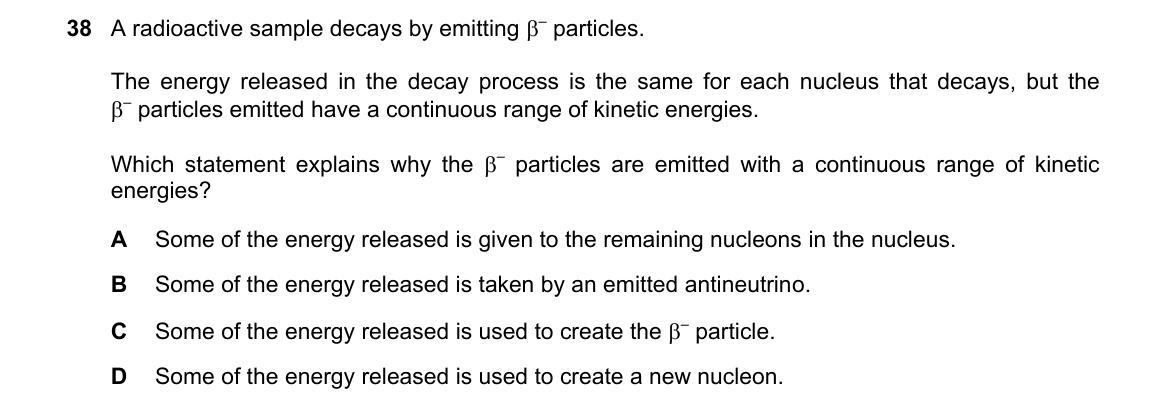 38 A radioactive sample decays by emitting β⁻ particles.
The energy released in the decay process is the same for each nucleus that decays, but the
β⁻ particles emitted have a continuous range of kinetic energies.
Which statement explains why the β⁻ particles are emitted with a continuous range of kinetic
energies?
A Some of the energy released is given to the remaining nucleons in the nucleus.
B Some of the energy released is taken by an emitted antineutrino.
C Some of the energy released is used to create the β⁻ particle.
D Some of the energy released is used to create a new nucleon.